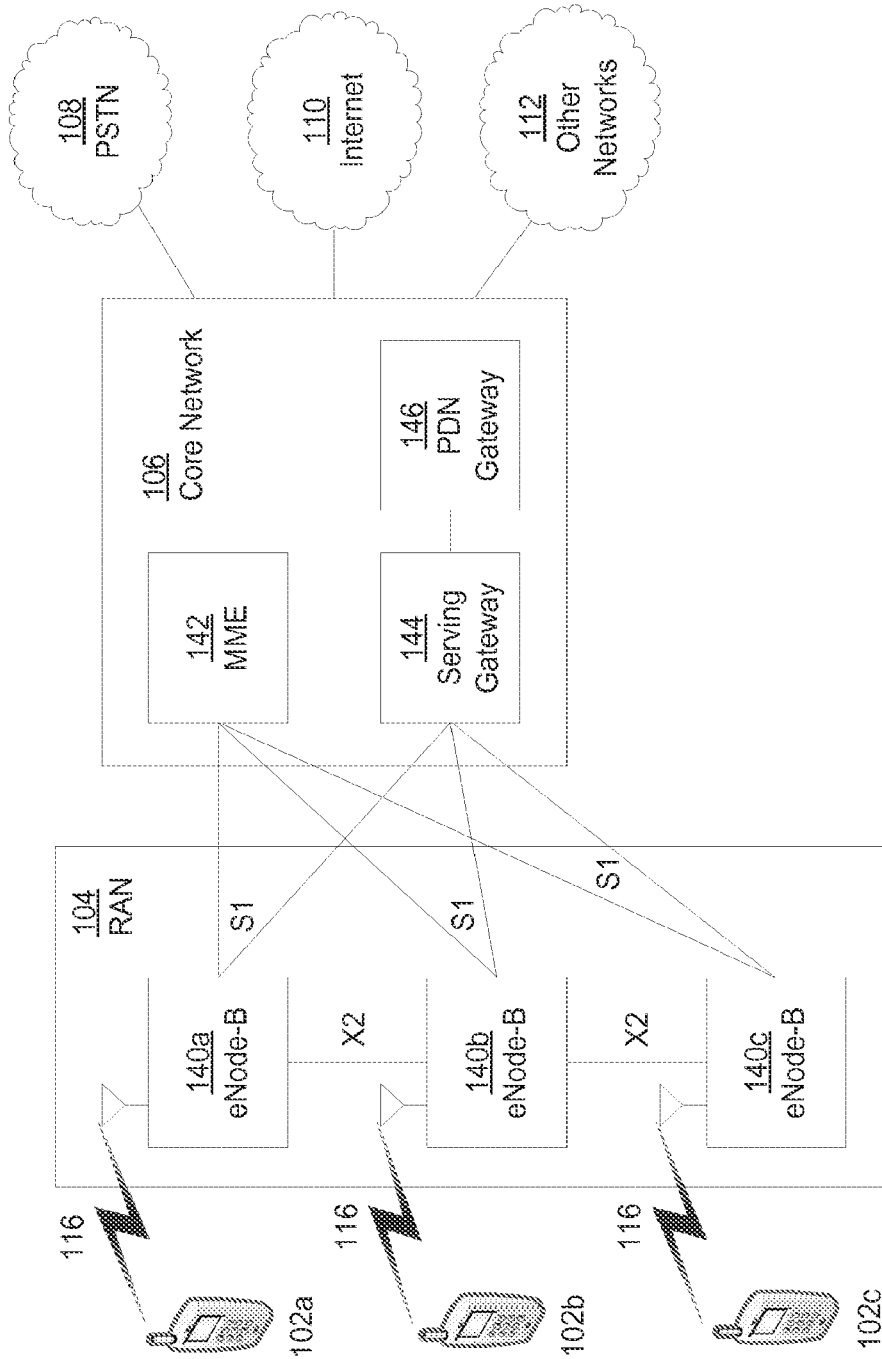 104
RAN
106
Core Network
108
PSTN
110
Internet
112
Other
Networks
142
MME
144
Serving
Gateway
146
PDN
Gateway
116
102a
140a
eNode-B
S1
X2
116
102b
140b
eNode-B
S1
X2
116
102c
140c
eNode-B
S1